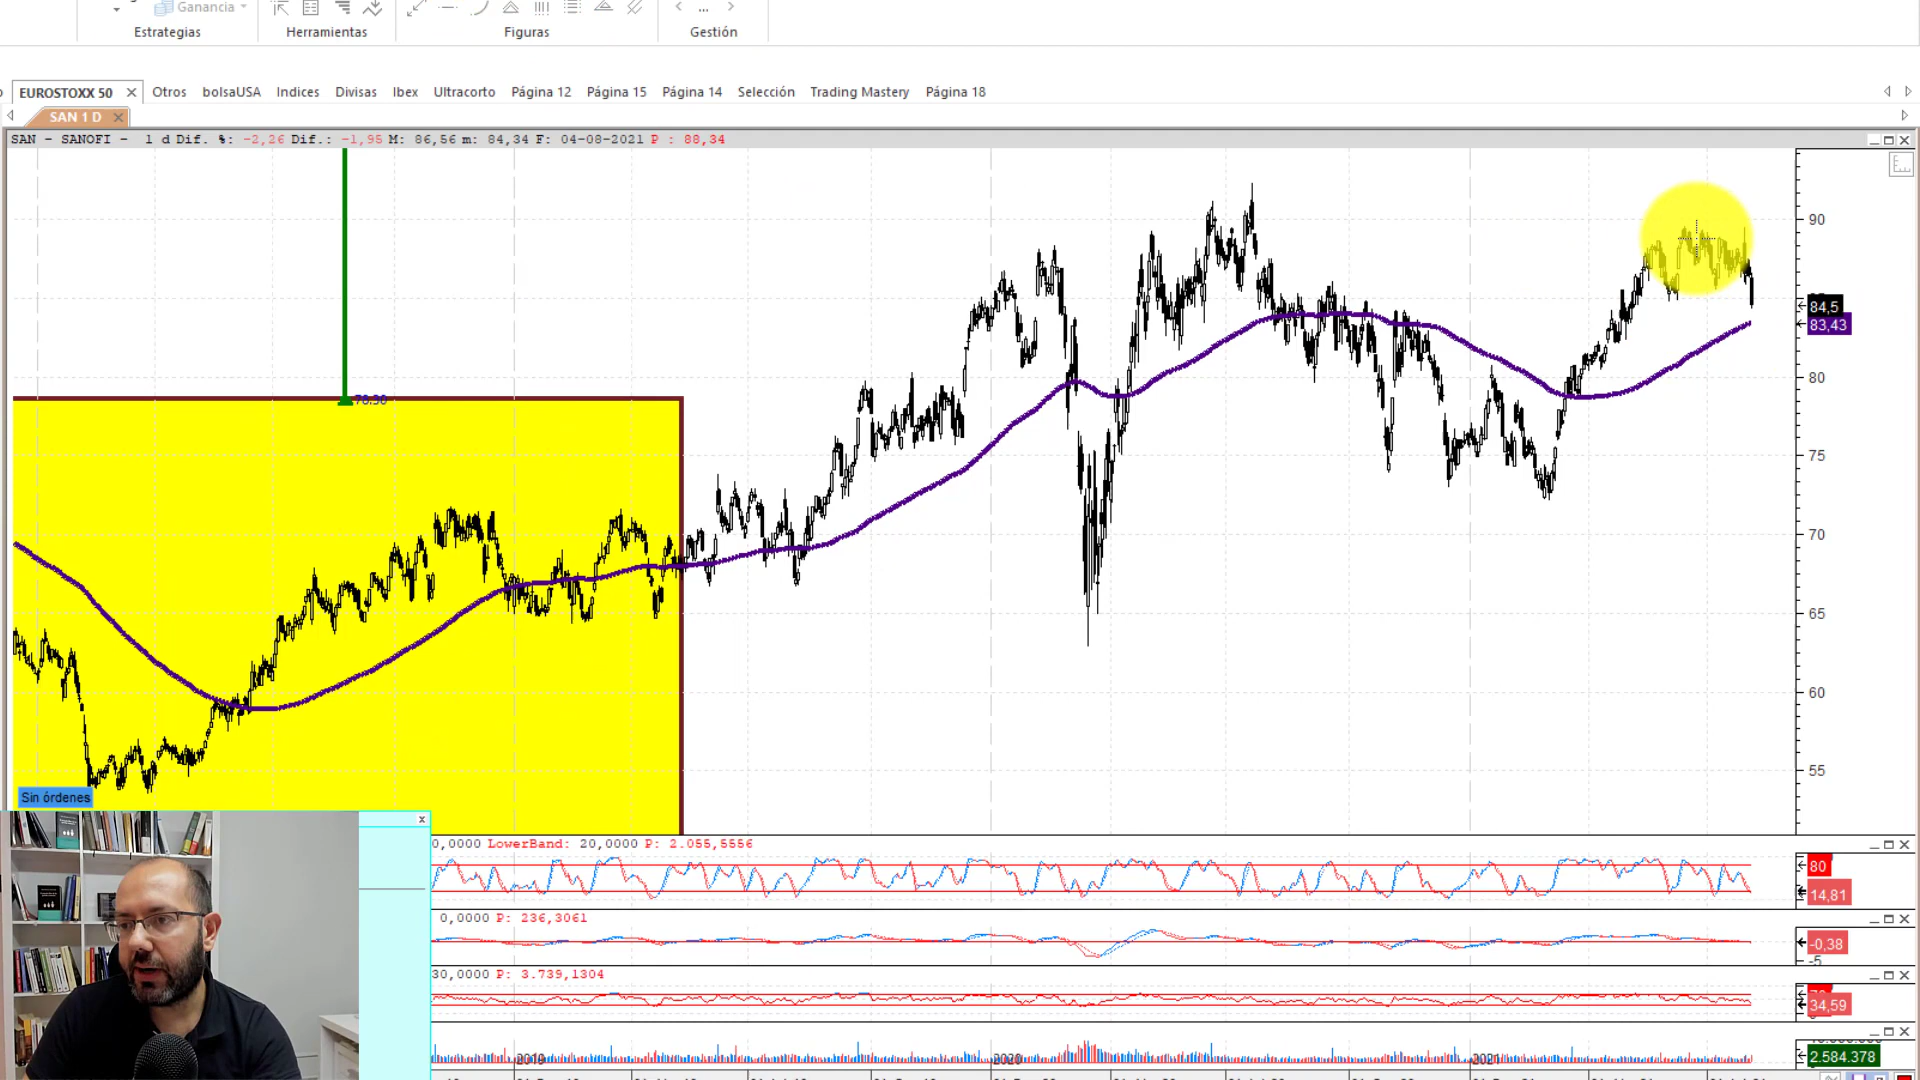 Ganancia
Estrategias
Herramientas
Figuras
Gestión
EUROSTOXX 50
Otros
bolsaUSA
Indices
Divisas
Ibex
Ultracorto
Página 12
Página 15
Página 14
Selección
Trading Mastery
Página 18
SAN 1 D
SAN - SANOFI - 1 d Dif. %: -2,26 Dif.: -1,95 M: 86,56 m: 84,34 F: 04-08-2021 P : 88,34
90
84,5
83,43
80
75
70
65
60
55
Sin órdenes
0,0000 LowerBand: 20,0000 P: 2.055,5556
80
14,81
0,0000 P: 236,3061
-0,38
-5
30,0000 P: 3.739,1304
34,59
2019
2020
2021
2.584.378